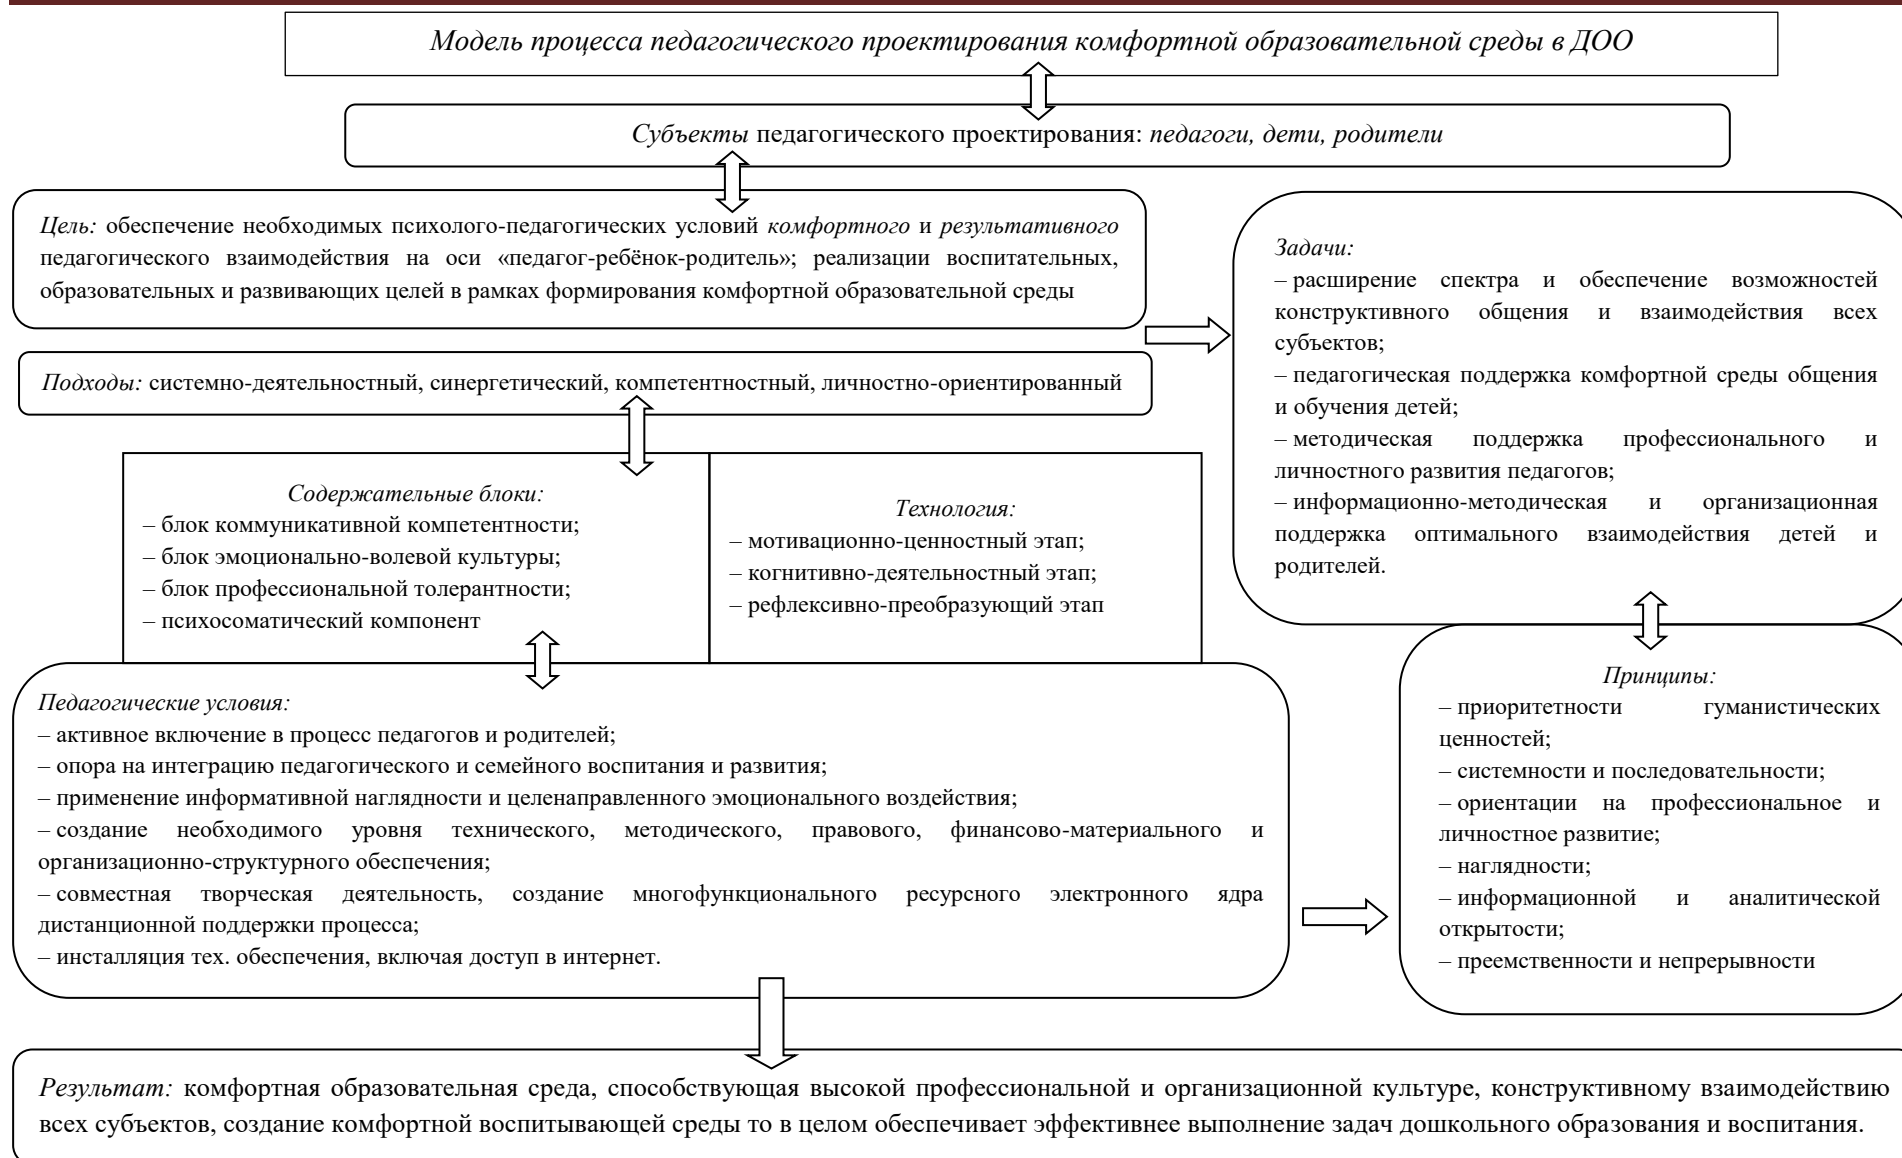 Модель процесса педагогического проектирования комфортной образовательной среды в ДОО
Субъекты педагогического проектирования: педагоги, дети, родители
Цель: обеспечение необходимых психолого-педагогических условий комфортного и результативного
педагогического взаимодействия на оси «педагог-ребёнок-родитель»; реализации воспитательных,
образовательных и развивающих целей в рамках формирования комфортной образовательной среды
Подходы: системно-деятельностный, синергетический, компетентностный, личностно-ориентированный
Задачи:
– расширение спектра и обеспечение возможностей
конструктивного общения и взаимодействия всех
субъектов;
– педагогическая поддержка комфортной среды общения
и обучения детей;
– методическая поддержка профессионального и
личностного развития педагогов;
– информационно-методическая и организационная
поддержка оптимального взаимодействия детей и
родителей.
Содержательные блоки:
– блок коммуникативной компетентности;
– блок эмоционально-волевой культуры;
– блок профессиональной толерантности;
– психосоматический компонент
Технология:
– мотивационно-ценностный этап;
– когнитивно-деятельностный этап;
– рефлексивно-преобразующий этап
Педагогические условия:
– активное включение в процесс педагогов и родителей;
– опора на интеграцию педагогического и семейного воспитания и развития;
– применение информативной наглядности и целенаправленного эмоционального воздействия;
– создание необходимого уровня технического, методического, правового, финансово-материального и
организационно-структурного обеспечения;
– совместная творческая деятельность, создание многофункционального ресурсного электронного ядра
дистанционной поддержки процесса;
– инсталляция тех. обеспечения, включая доступ в интернет.
Принципы:
– приоритетности гуманистических
ценностей;
– системности и последовательности;
– ориентации на профессиональное и
личностное развитие;
– наглядности;
– информационной и аналитической
открытости;
– преемственности и непрерывности
Результат: комфортная образовательная среда, способствующая высокой профессиональной и организационной культуре, конструктивному взаимодействию
всех субъектов, создание комфортной воспитывающей среды то в целом обеспечивает эффективнее выполнение задач дошкольного образования и воспитания.